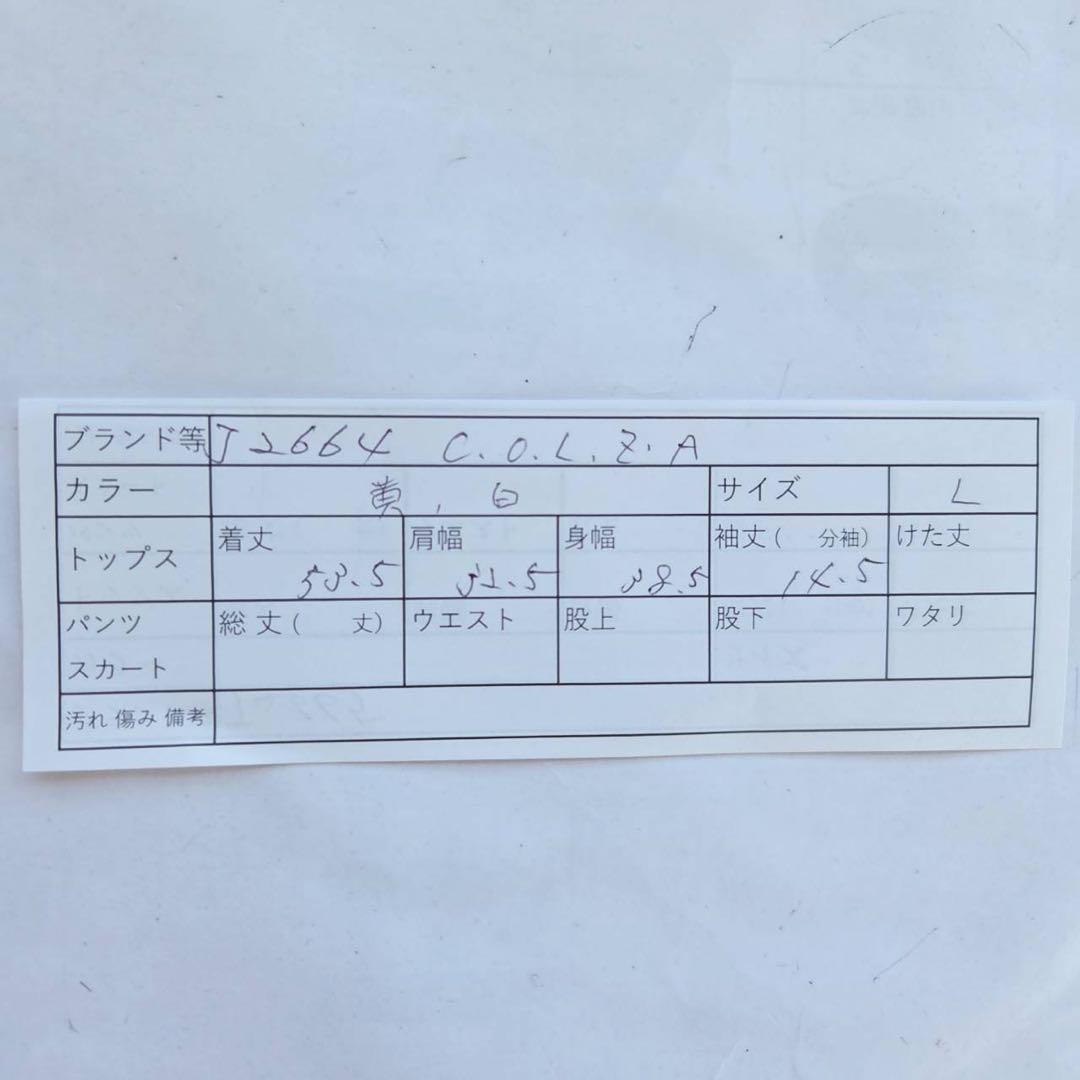 ブランド等 J2664 C.O.L.Z.A
カラー 黄, 白 サイズ L
トップス 着丈 肩幅 身幅 袖丈( 分袖) けた丈
53.5 32.5 38.5 14.5
パンツ 総丈( 丈) ウエスト 股上 股下 ワタリ
スカート
汚れ 傷み 備考